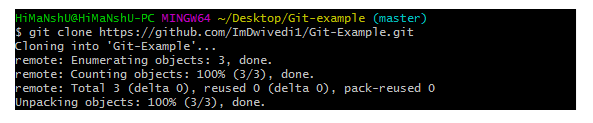 HiMaNshU@HiMaNshU-PC MINGW64 ~/Desktop/Git-example (master)
$ git clone https://github.com/ImDwivedi1/Git-Example.git
Cloning into 'Git-Example'...
remote: Enumerating objects: 3, done.
remote: Counting objects: 100% (3/3), done.
remote: Total 3 (delta 0), reused 0 (delta 0), pack-reused 0
Unpacking objects: 100% (3/3), done.